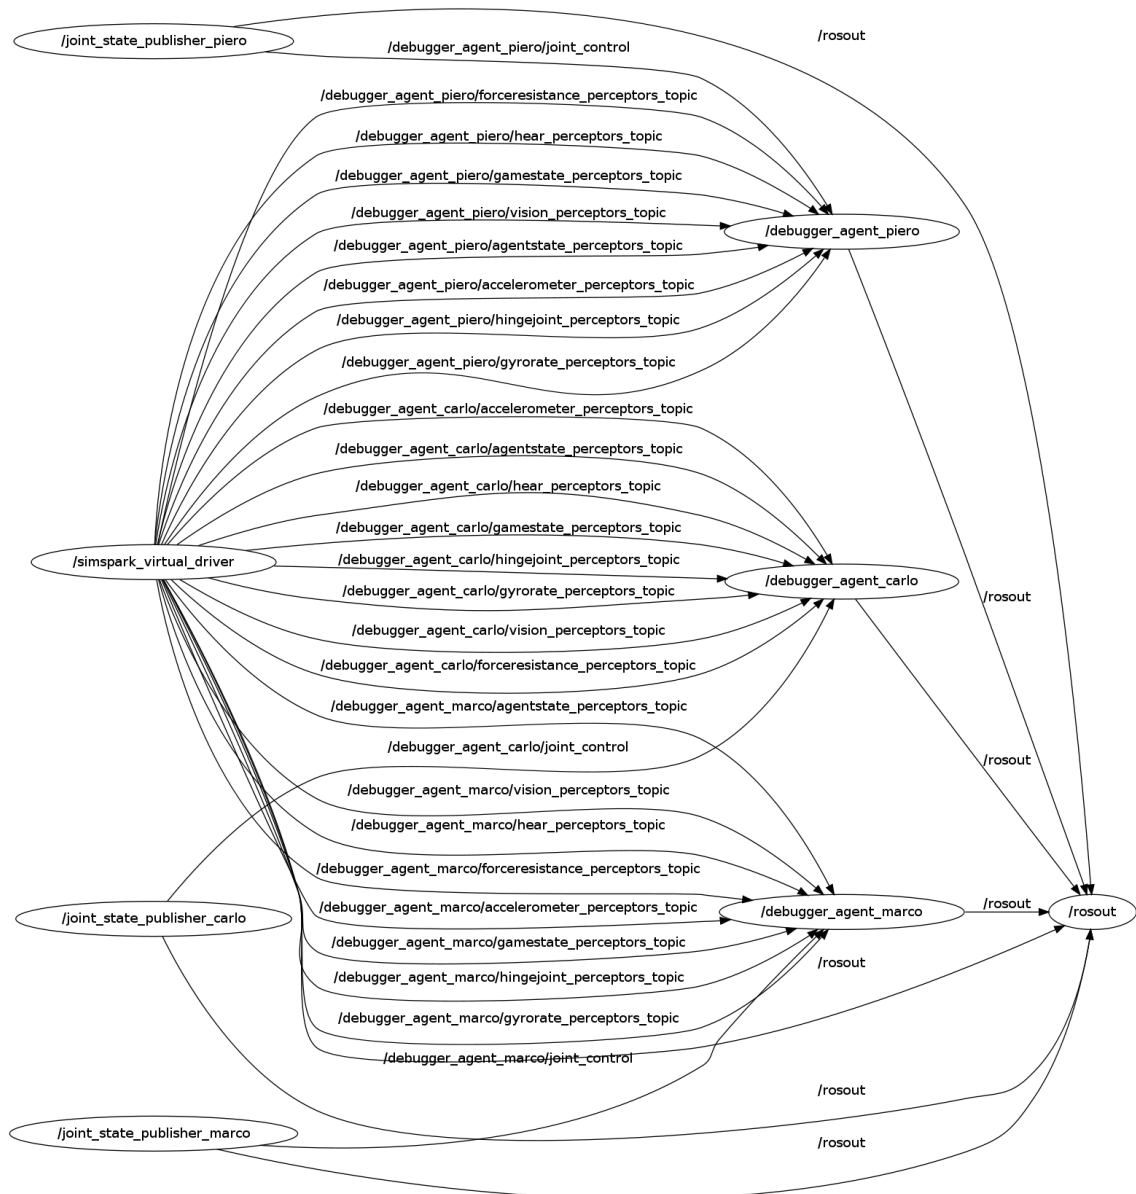 /joint_state_publisher_piero
/rosout
/debugger_agent_piero/joint_control
/debugger_agent_piero/forceresistance_perceptors_topic
/debugger_agent_piero/hear_perceptors_topic
/debugger_agent_piero/gamestate_perceptors_topic
/debugger_agent_piero/vision_perceptors_topic
/debugger_agent_piero
/debugger_agent_piero/agentstate_perceptors_topic
/debugger_agent_piero/accelerometer_perceptors_topic
/debugger_agent_piero/hingejoint_perceptors_topic
/debugger_agent_piero/gyrorate_perceptors_topic
/debugger_agent_carlo/accelerometer_perceptors_topic
/debugger_agent_carlo/agentstate_perceptors_topic
/debugger_agent_carlo/hear_perceptors_topic
/debugger_agent_carlo/gamestate_perceptors_topic
/simspark_virtual_driver
/debugger_agent_carlo/hingejoint_perceptors_topic
/debugger_agent_carlo
/debugger_agent_carlo/gyrorate_perceptors_topic
/rosout
/debugger_agent_carlo/vision_perceptors_topic
/debugger_agent_carlo/forceresistance_perceptors_topic
/debugger_agent_marco/agentstate_perceptors_topic
/debugger_agent_carlo/joint_control
/rosout
/debugger_agent_marco/vision_perceptors_topic
/debugger_agent_marco/hear_perceptors_topic
/debugger_agent_marco/forceresistance_perceptors_topic
/rosout
/debugger_agent_marco/accelerometer_perceptors_topic
/debugger_agent_marco
/rosout
/joint_state_publisher_carlo
/debugger_agent_marco/gamestate_perceptors_topic
/rosout
/debugger_agent_marco/hingejoint_perceptors_topic
/debugger_agent_marco/gyrorate_perceptors_topic
/debugger_agent_marco/joint_control
/rosout
/joint_state_publisher_marco
/rosout